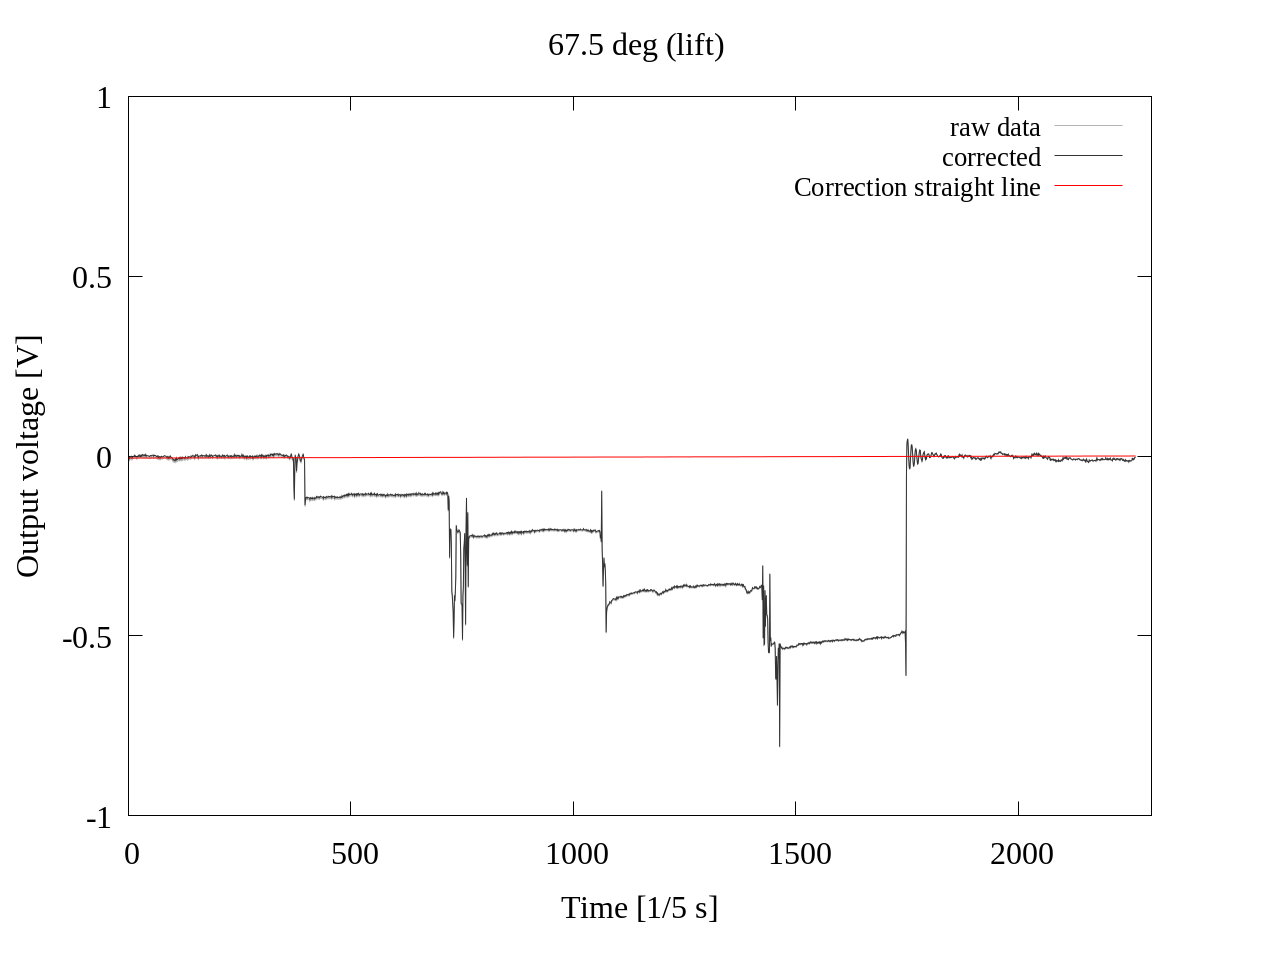 67.5 deg (lift)
1
raw data
corrected
Correction straight line
0.5
Output voltage [V]
0
-0.5
-1
0 500 1000 1500 2000
Time [1/5 s]